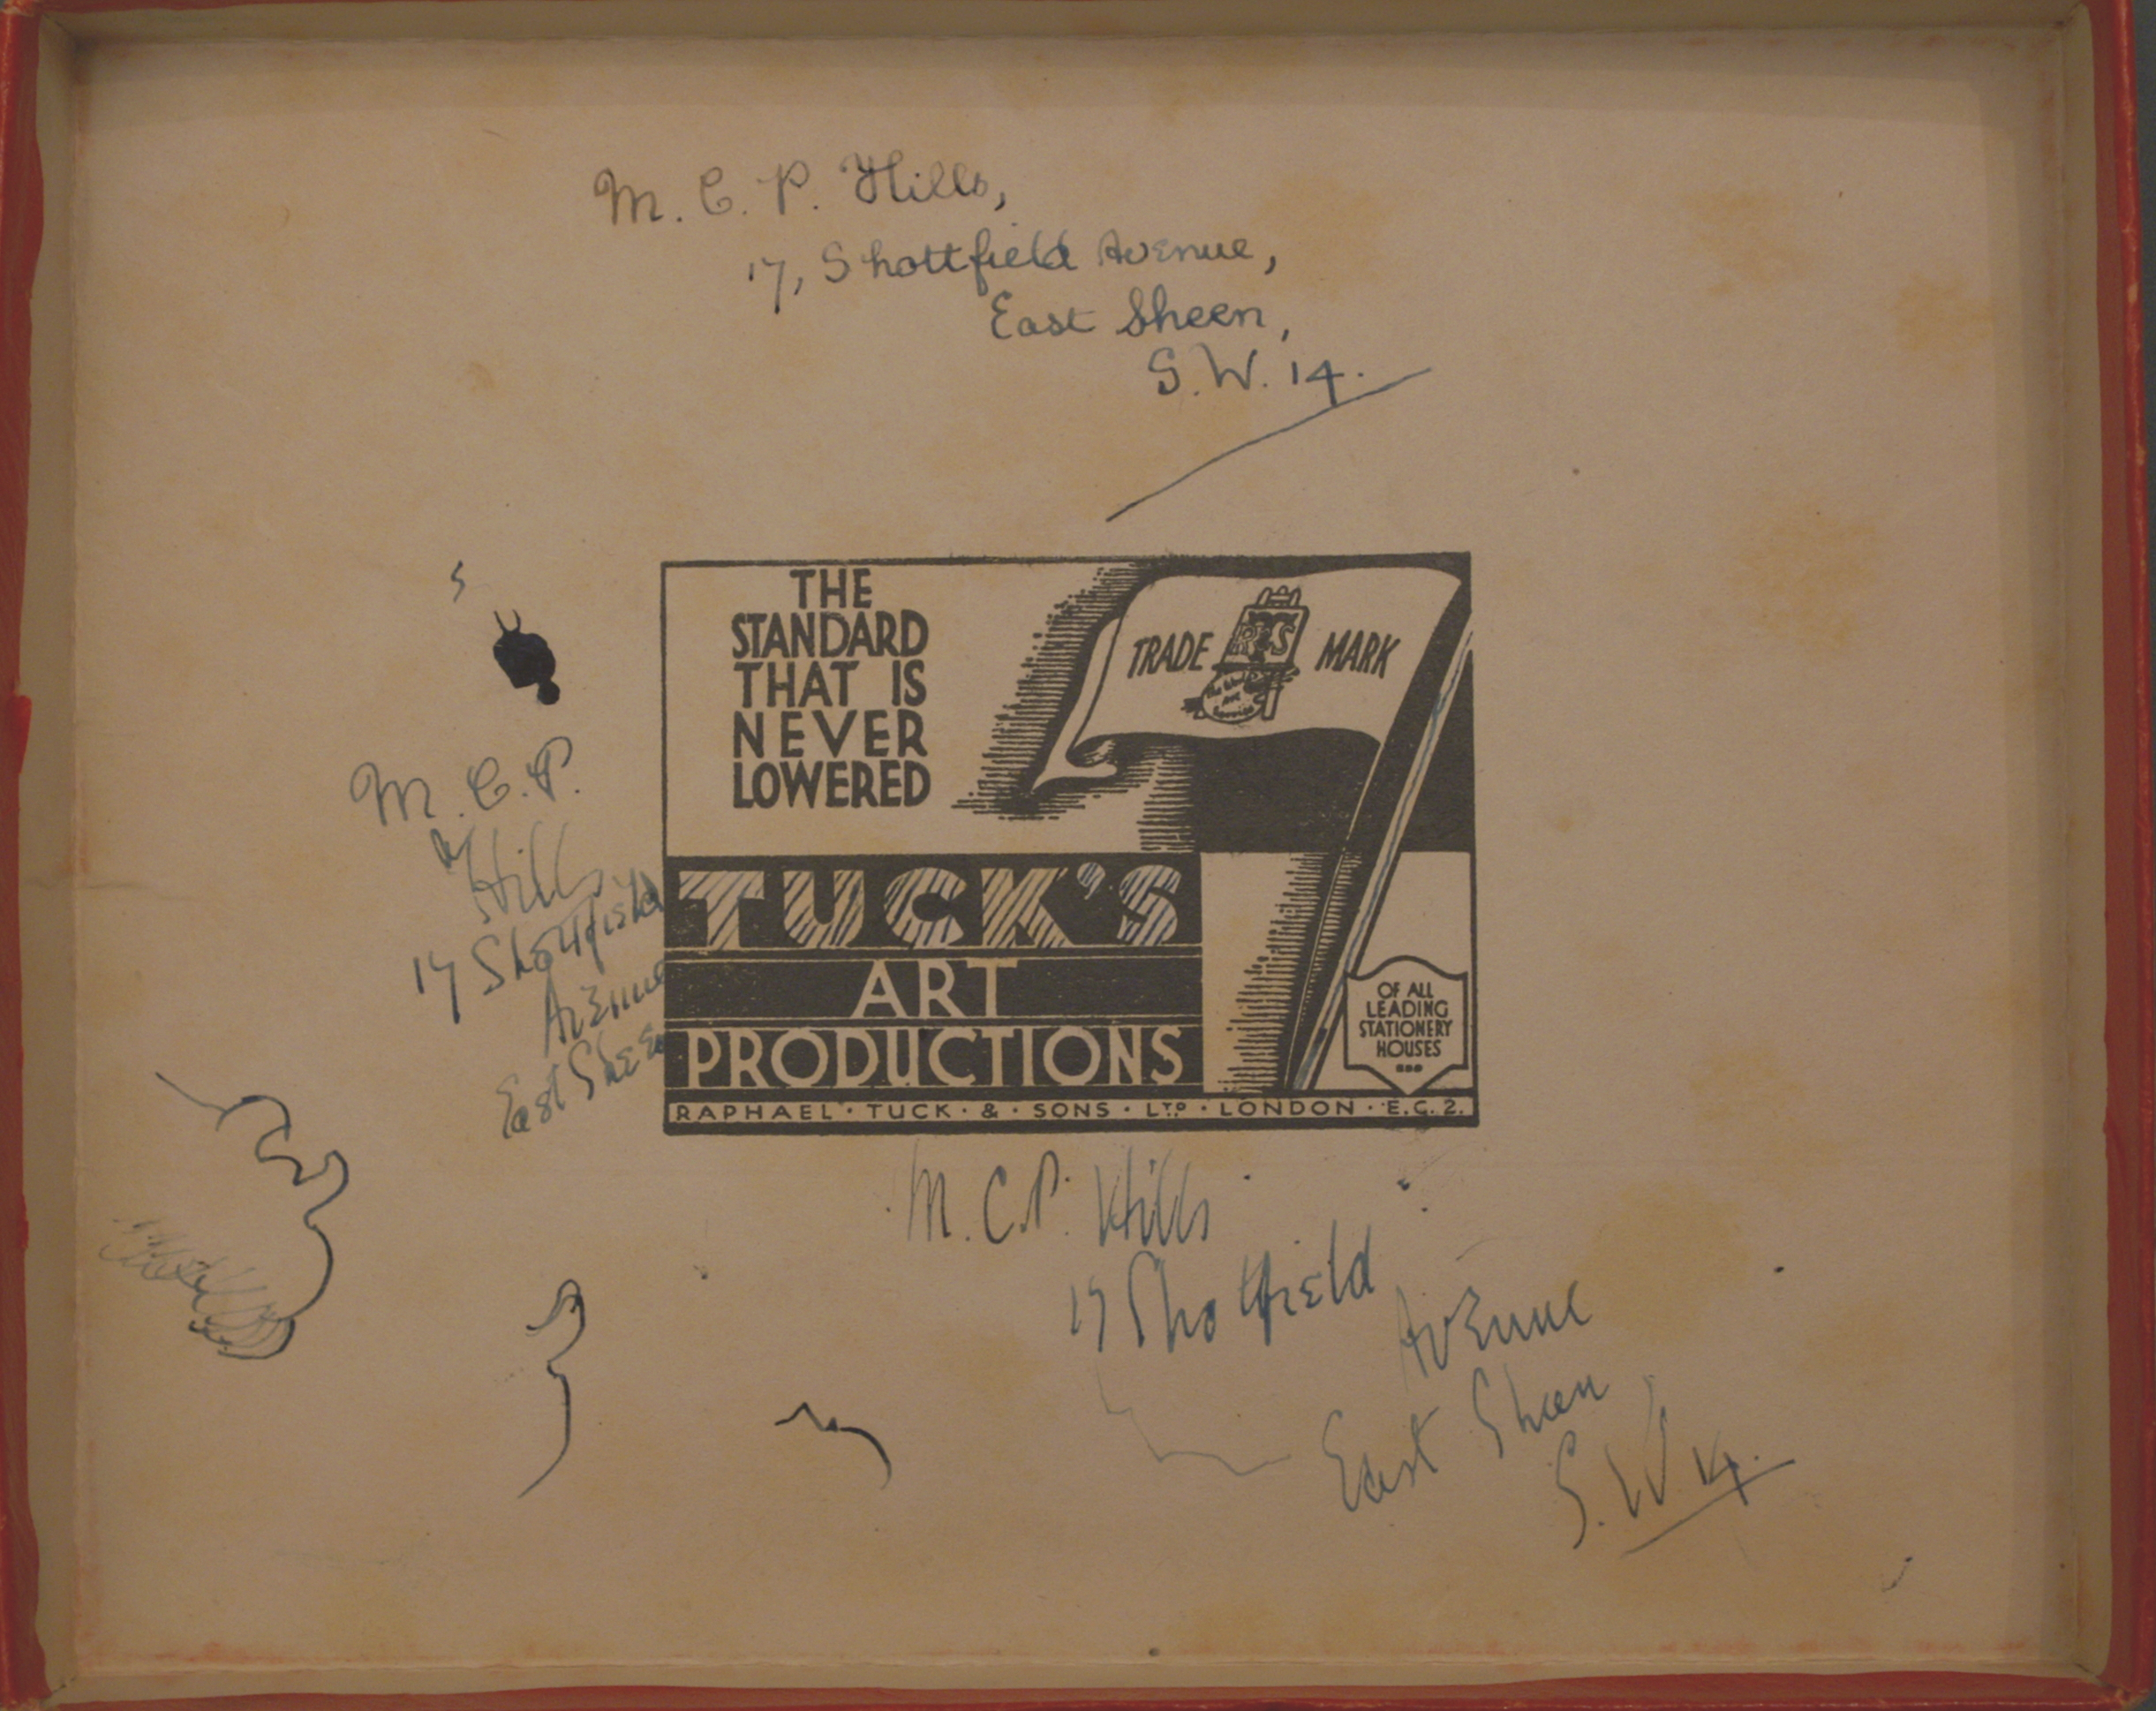 M. C. P. Hills,
17, Shottfield Avenue,
East Sheen,
S.W. 14.
THE
STANDARD
THAT IS
NEVER
LOWERED
TRADE R.T.S MARK
M. C. P.
Hills
17 Shottfield
Avenue
East Sheen
TUCK'S
ART
PRODUCTIONS
OF ALL
LEADING
STATIONERY
HOUSES
RAPHAEL · TUCK · & · SONS · LTD · LONDON · E.C. 2.
M. C. P. Hills
17 Shottfield
Avenue
East Sheen
S. W 14.